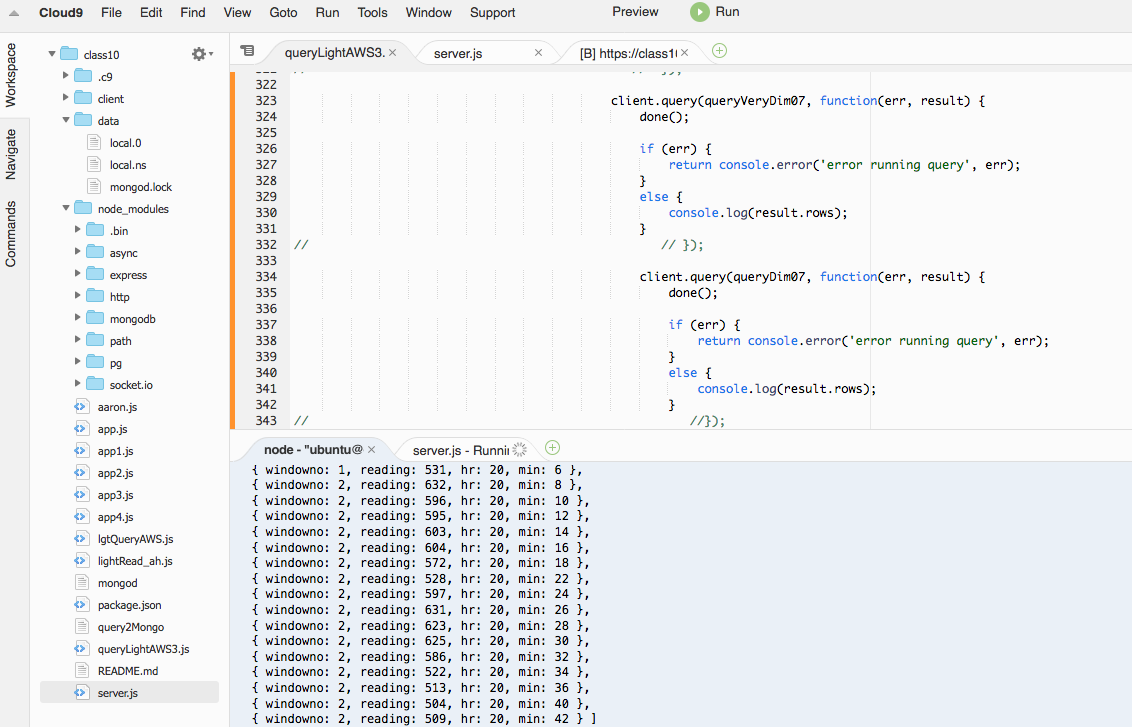 Cloud9 File Edit Find View Goto Run Tools Window Support Preview Run
Workspace
Navigate
Commands
class10
.c9
client
data
local.0
local.ns
mongod.lock
node_modules
.bin
async
express
http
mongodb
path
pg
socket.io
aaron.js
app.js
app1.js
app2.js
app3.js
app4.js
lgtQueryAWS.js
lightRead_ah.js
mongod
package.json
query2Mongo
queryLightAWS3.js
README.md
server.js
queryLightAWS3. × server.js × [B] https://class1 ×
322
323 client.query(queryVeryDim07, function(err, result) {
324 done();
325
326 if (err) {
327 return console.error('error running query', err);
328 }
329 else {
330 console.log(result.rows);
331 }
332 // // });
333
334 client.query(queryDim07, function(err, result) {
335 done();
336
337 if (err) {
338 return console.error('error running query', err);
339 }
340 else {
341 console.log(result.rows);
342 }
343 // //});
node - "ubuntu@ × server.js - Runni
{ windowno: 1, reading: 531, hr: 20, min: 6 },
{ windowno: 2, reading: 632, hr: 20, min: 8 },
{ windowno: 2, reading: 596, hr: 20, min: 10 },
{ windowno: 2, reading: 595, hr: 20, min: 12 },
{ windowno: 2, reading: 603, hr: 20, min: 14 },
{ windowno: 2, reading: 604, hr: 20, min: 16 },
{ windowno: 2, reading: 572, hr: 20, min: 18 },
{ windowno: 2, reading: 528, hr: 20, min: 22 },
{ windowno: 2, reading: 597, hr: 20, min: 24 },
{ windowno: 2, reading: 631, hr: 20, min: 26 },
{ windowno: 2, reading: 623, hr: 20, min: 28 },
{ windowno: 2, reading: 625, hr: 20, min: 30 },
{ windowno: 2, reading: 586, hr: 20, min: 32 },
{ windowno: 2, reading: 522, hr: 20, min: 34 },
{ windowno: 2, reading: 513, hr: 20, min: 36 },
{ windowno: 2, reading: 504, hr: 20, min: 40 },
{ windowno: 2, reading: 509, hr: 20, min: 42 } ]